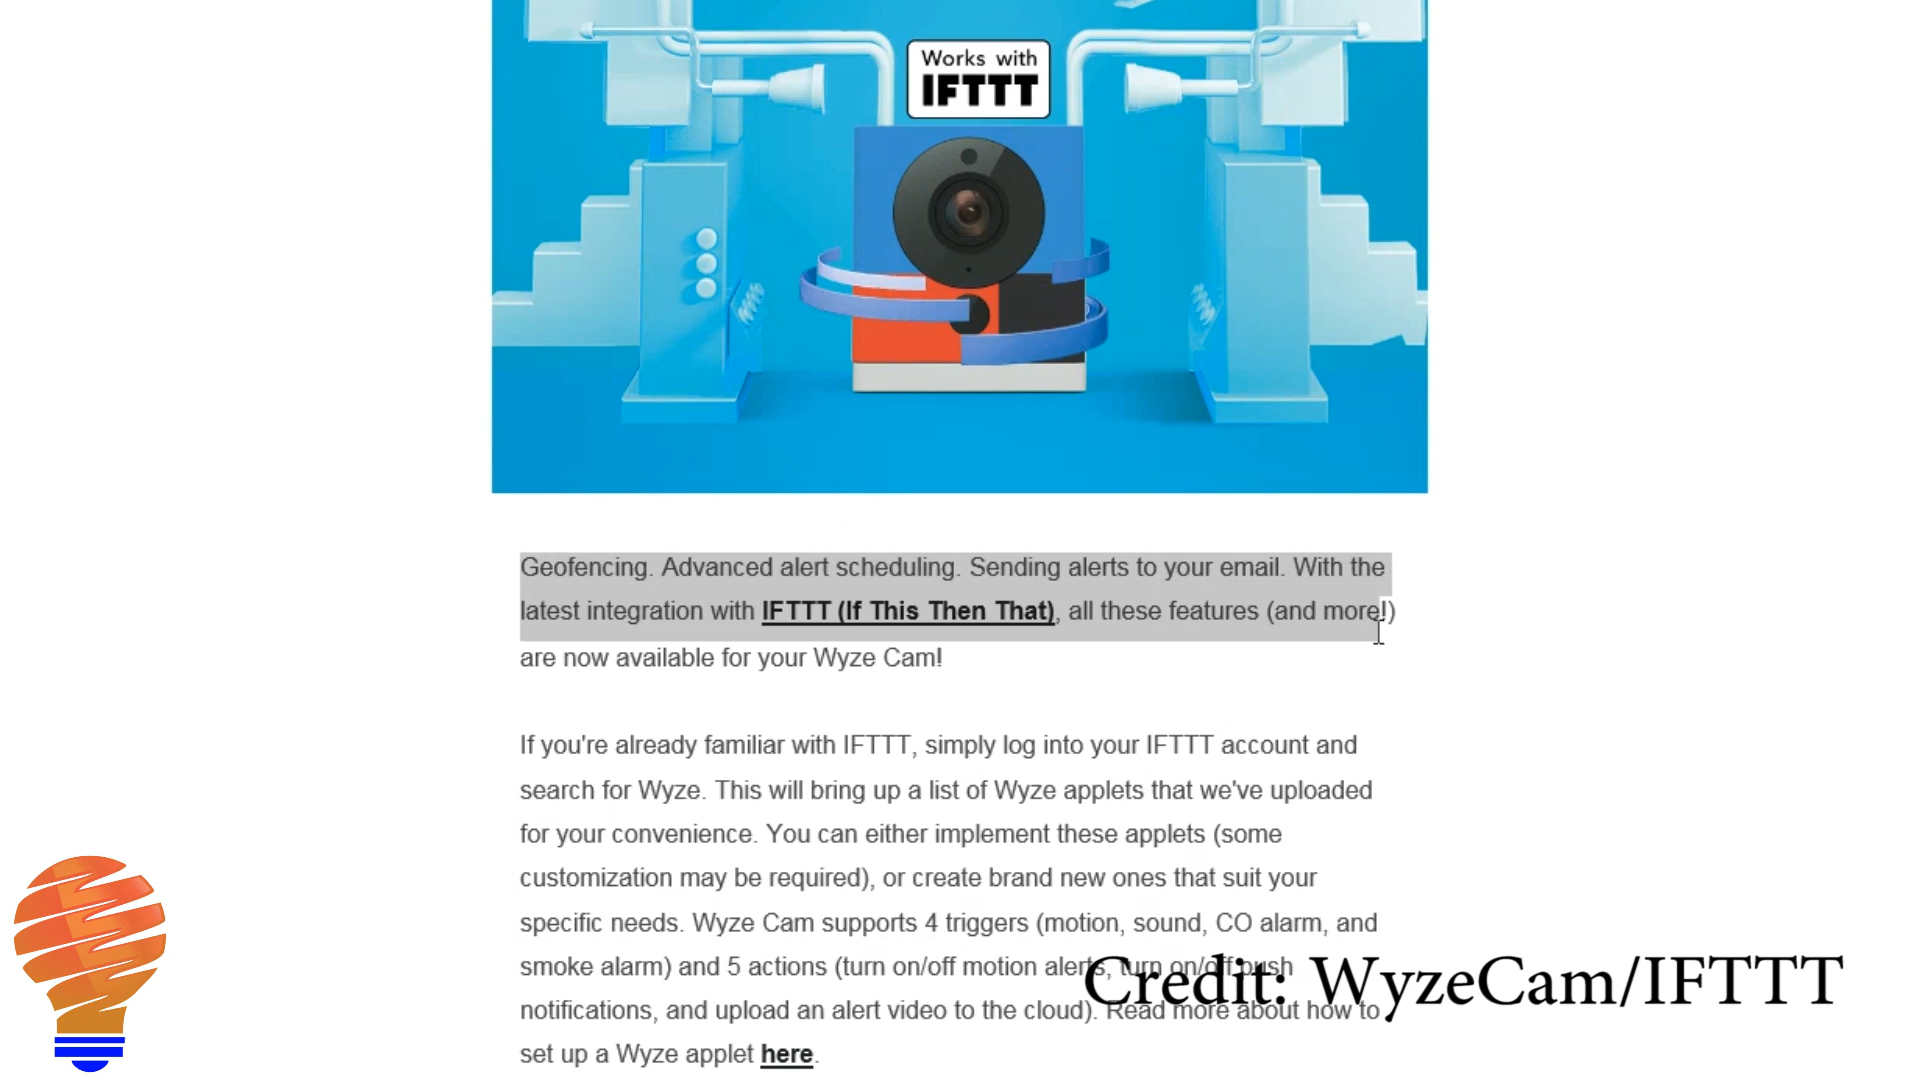 Works with
IFTTT
Geofencing. Advanced alert scheduling. Sending alerts to your email. With the
latest integration with IFTTT (If This Then That), all these features (and more!)
are now available for your Wyze Cam!
If you're already familiar with IFTTT, simply log into your IFTTT account and
search for Wyze. This will bring up a list of Wyze applets that we've uploaded
for your convenience. You can either implement these applets (some
customization may be required), or create brand new ones that suit your
specific needs. Wyze Cam supports 4 triggers (motion, sound, CO alarm, and
smoke alarm) and 5 actions (turn on/off motion alerts, turn on/off push
notifications, and upload an alert video to the cloud). Read more about how to
set up a Wyze applet here.
Credit: WyzeCam/IFTTT